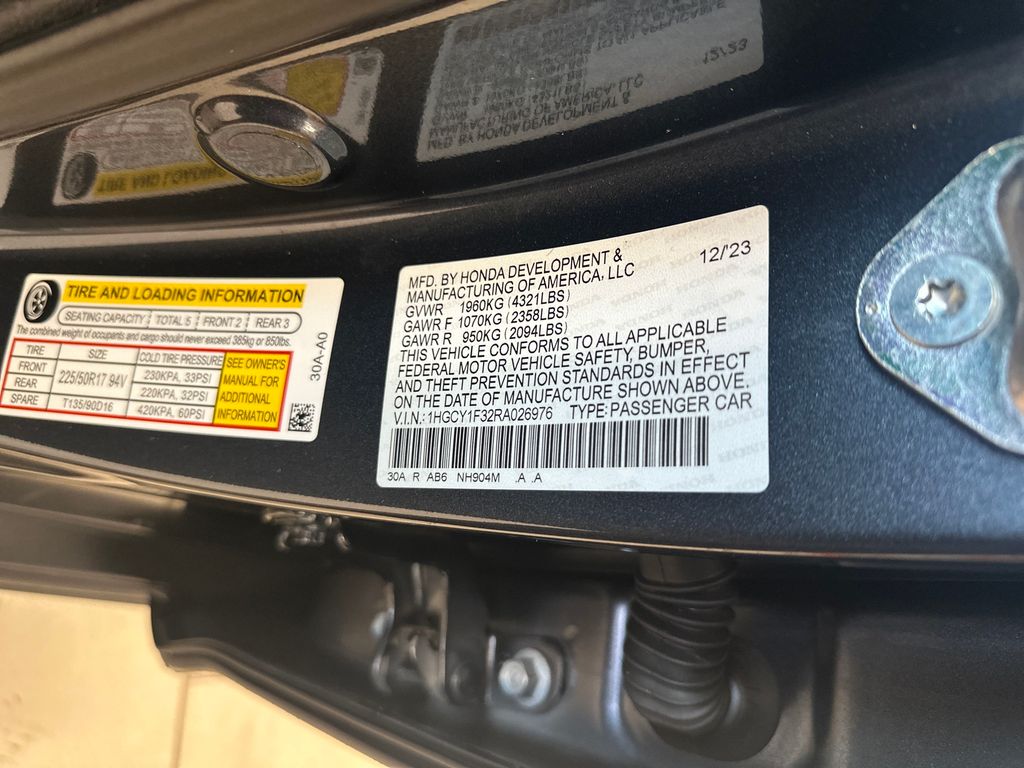 TIRE AND LOADING INFORMATION
SEATING CAPACITY TOTAL 5 FRONT 2 REAR 3
The combined weight of occupants and cargo should never exceed 385kg or 850lbs.
TIRE SIZE COLD TIRE PRESSURE
FRONT 225/50R17 94V 230KPA, 33PSI
REAR 220KPA, 32PSI
SPARE T135/90D16 420KPA, 60PSI
SEE OWNER'S
MANUAL FOR
ADDITIONAL
INFORMATION
30A-A0
MFD. BY HONDA DEVELOPMENT & 12/23
MANUFACTURING OF AMERICA, LLC
GVWR 1960KG (4321LBS)
GAWR F 1070KG (2358LBS)
GAWR R 950KG (2094LBS)
THIS VEHICLE CONFORMS TO ALL APPLICABLE
FEDERAL MOTOR VEHICLE SAFETY, BUMPER,
AND THEFT PREVENTION STANDARDS IN EFFECT
ON THE DATE OF MANUFACTURE SHOWN ABOVE.
V.I.N.: 1HGCY1F32RA026976 TYPE: PASSENGER CAR
30A R AB6 NH904M .A .A